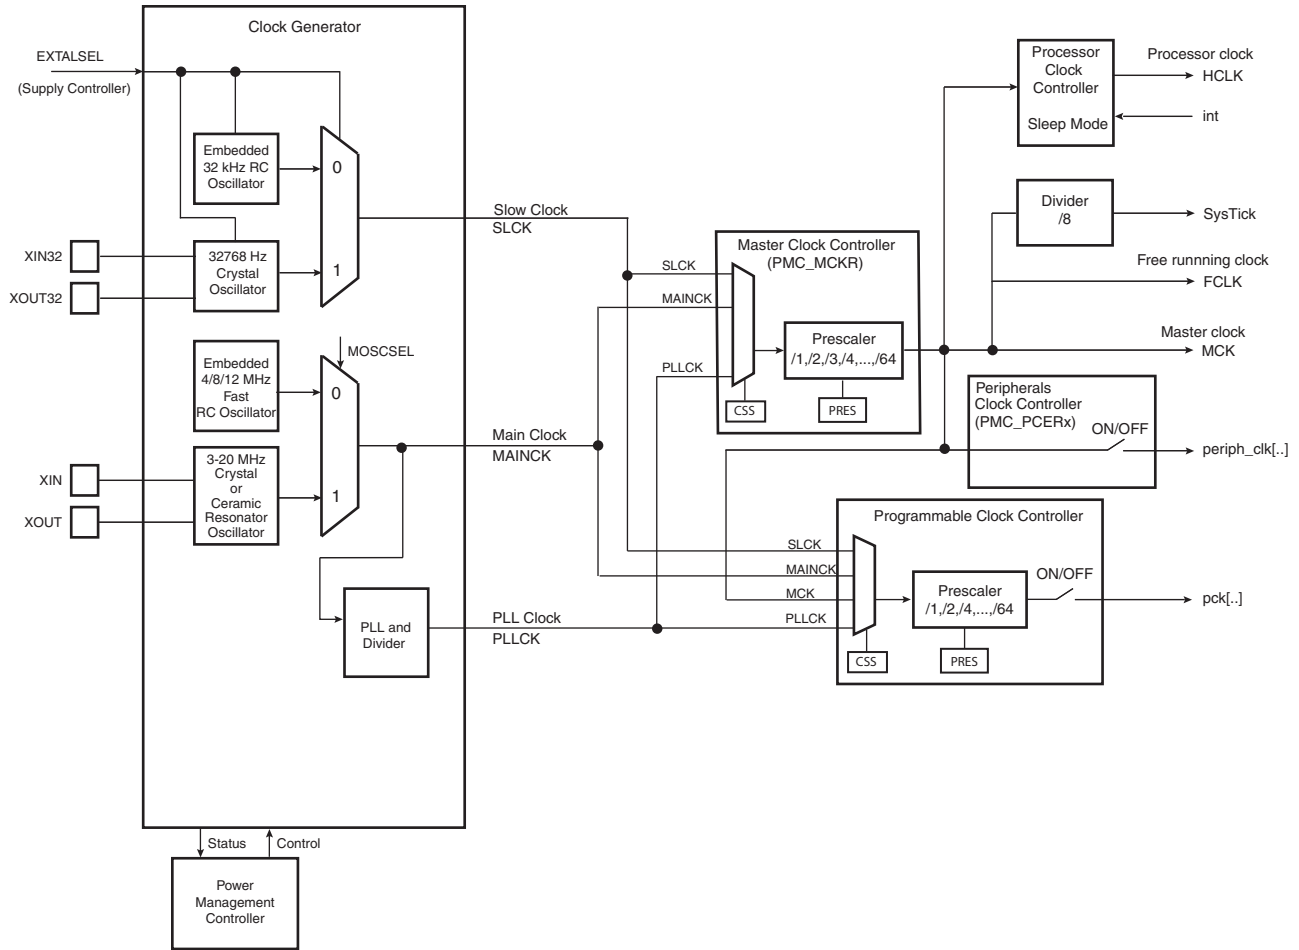 Clock Generator
EXTALSEL
(Supply Controller)
Embedded
32 kHz RC
Oscillator
0
XIN32
XOUT32
32768 Hz
Crystal
Oscillator
1
Slow Clock
SLCK
MOSCSEL
Embedded
4/8/12 MHz
Fast
RC Oscillator
0
XIN
XOUT
3-20 MHz
Crystal
or
Ceramic
Resonator
Oscillator
1
Main Clock
MAINCK
PLL and
Divider
PLL Clock
PLLCK
Status
Control
Power
Management
Controller
Master Clock Controller
(PMC_MCKR)
SLCK
MAINCK
PLLCK
Prescaler
/1,/2,/3,/4,...,/64
CSS
PRES
Processor
Clock
Controller
Sleep Mode
Processor clock
HCLK
int
Divider
/8
SysTick
Free runnning clock
FCLK
Master clock
MCK
Peripherals
Clock Controller
(PMC_PCERx)
ON/OFF
periph_clk[..]
Programmable Clock Controller
SLCK
MAINCK
MCK
PLLCK
Prescaler
/1,/2,/4,...,/64
ON/OFF
CSS
PRES
pck[..]